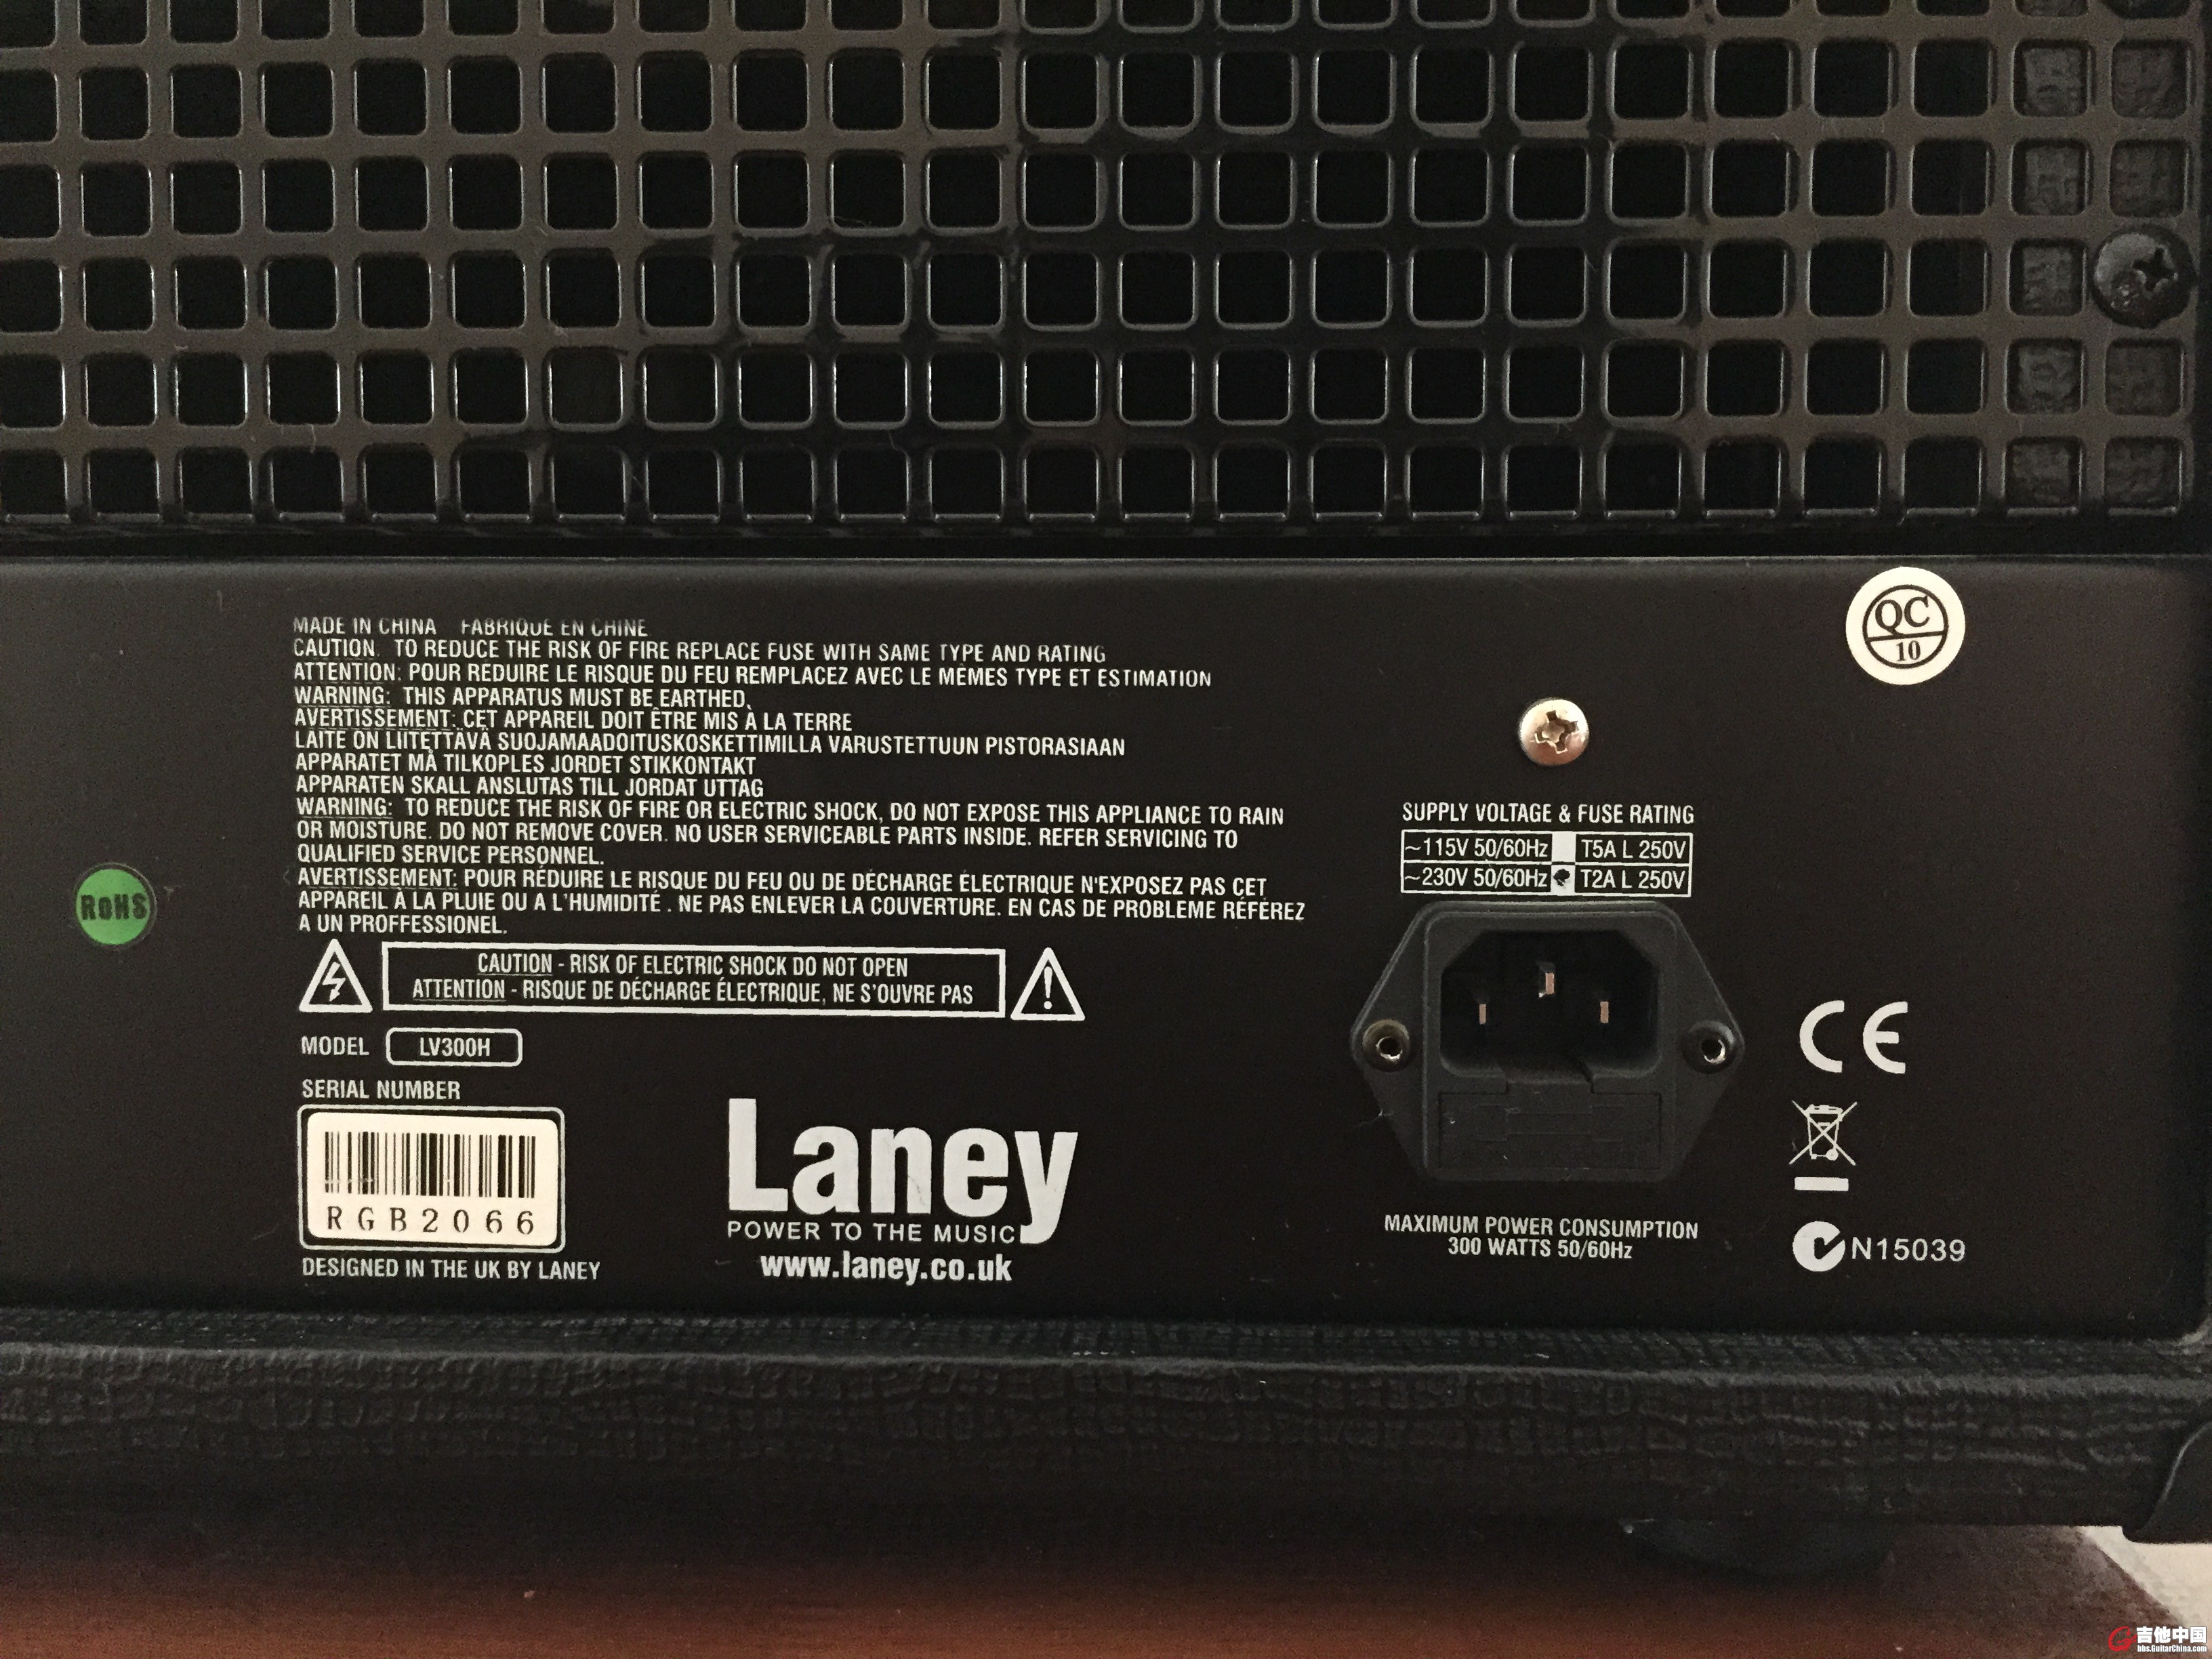 QC
10
MADE IN CHINA FABRIQUE EN CHINE
CAUTION. TO REDUCE THE RISK OF FIRE REPLACE FUSE WITH SAME TYPE AND RATING
ATTENTION: POUR REDUIRE LE RISQUE DU FEU REMPLACEZ AVEC LE MÈMES TYPE ET ESTIMATION
WARNING: THIS APPARATUS MUST BE EARTHED.
AVERTISSEMENT: CET APPAREIL DOIT ÊTRE MIS À LA TERRE
LAITE ON LIITETTÄVÄ SUOJAMAADOITUSKOSKETTIMILLA VARUSTETTUUN PISTORASIAAN
APPARATET MÅ TILKOPLES JORDET STIKKONTAKT
APPARATEN SKALL ANSLUTAS TILL JORDAT UTTAG
WARNING: TO REDUCE THE RISK OF FIRE OR ELECTRIC SHOCK, DO NOT EXPOSE THIS APPLIANCE TO RAIN
OR MOISTURE. DO NOT REMOVE COVER. NO USER SERVICEABLE PARTS INSIDE. REFER SERVICING TO
QUALIFIED SERVICE PERSONNEL.
AVERTISSEMENT: POUR RÉDUIRE LE RISQUE DU FEU OU DE DÉCHARGE ÉLECTRIQUE N'EXPOSEZ PAS CET
APPAREIL À LA PLUIE OU A L'HUMIDITÉ . NE PAS ENLEVER LA COUVERTURE. EN CAS DE PROBLEME RÉFÉREZ
A UN PROFFESSIONEL.
RoHS
CAUTION - RISK OF ELECTRIC SHOCK DO NOT OPEN
ATTENTION - RISQUE DE DÉCHARGE ÉLECTRIQUE, NE S'OUVRE PAS
MODEL LV300H
SERIAL NUMBER
RGB2066
DESIGNED IN THE UK BY LANEY
Laney
POWER TO THE MUSIC
www.laney.co.uk
SUPPLY VOLTAGE & FUSE RATING
~115V 50/60Hz T5A L 250V
~230V 50/60Hz T2A L 250V
MAXIMUM POWER CONSUMPTION
300 WATTS 50/60Hz
CE
N15039
吉他中国
bbs.GuitarChina.com